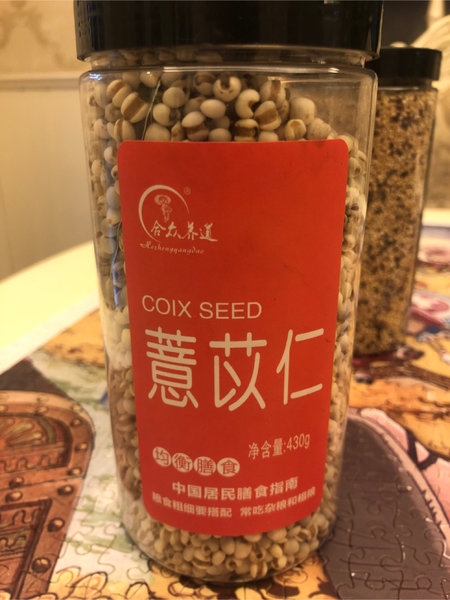 ®
合众养道
Hezhongyangdao
COIX SEED
薏苡仁
净含量:430g
均衡膳食
中国居民膳食指南
粮食粗细要搭配 常吃杂粮和粗粮